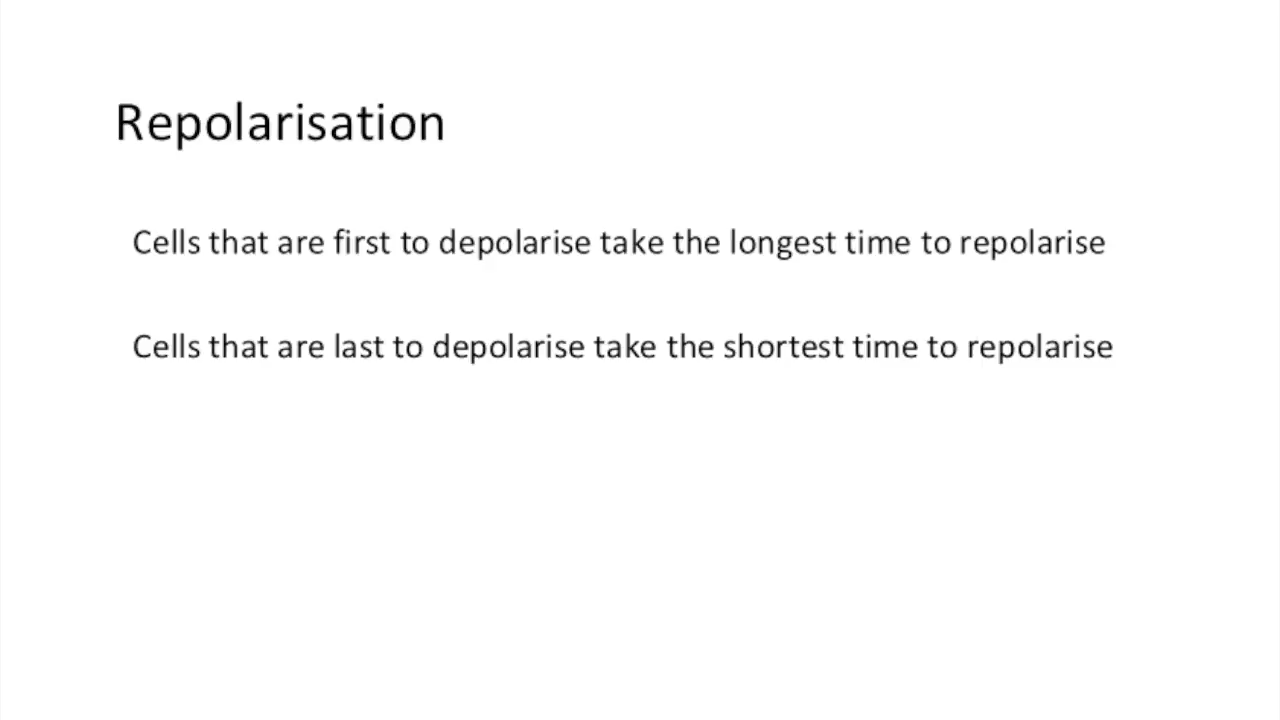 Repolarisation
Cells that are first to depolarise take the longest time to repolarise
Cells that are last to depolarise take the shortest time to repolarise